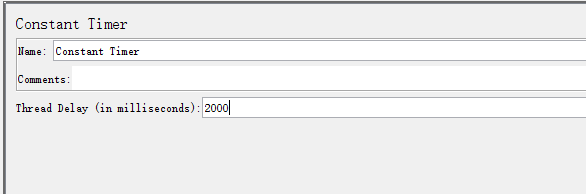 Constant Timer
Name: Constant Timer
Comments:
Thread Delay (in milliseconds): 2000